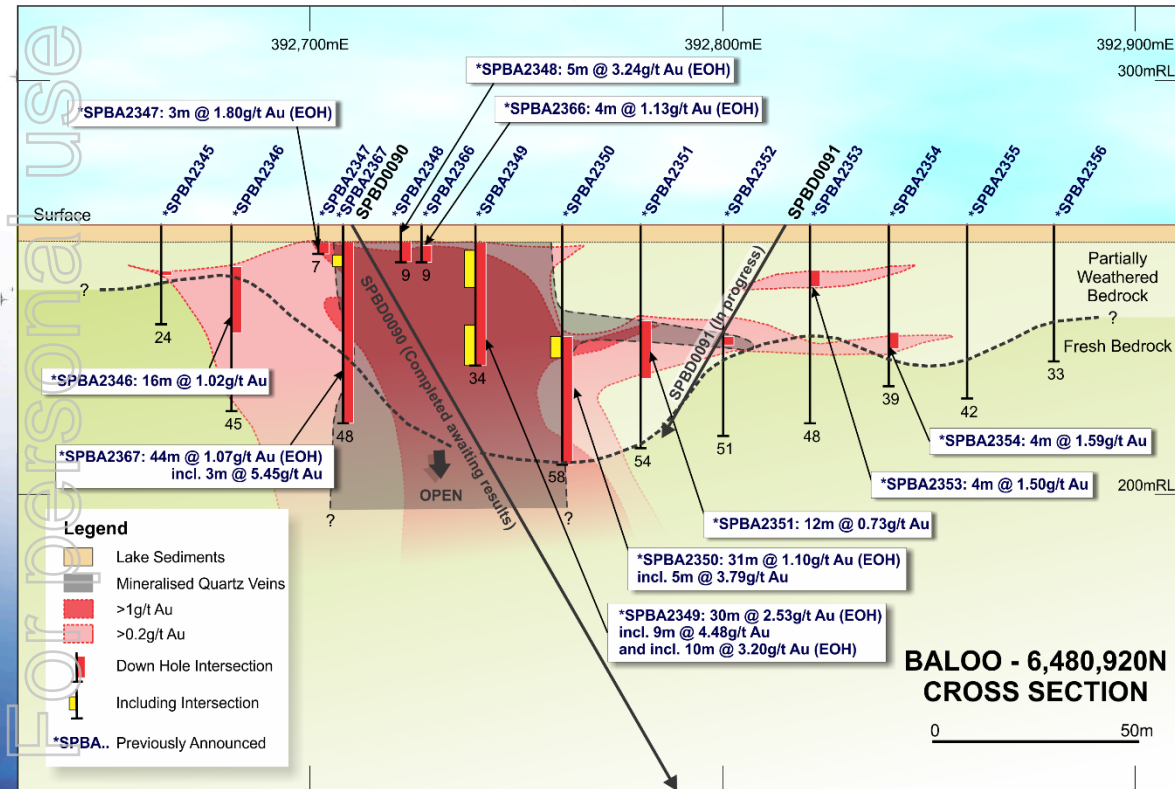 For personal use
392,700mE
392,800mE
392,900mE
300mRL
*SPBA2348: 5m @ 3.24g/t Au (EOH)
*SPBA2366: 4m @ 1.13g/t Au (EOH)
*SPBA2347: 3m @ 1.80g/t Au (EOH)
*SPBA2345
*SPBA2346
*SPBA2347
*SPBA2367
SPBD0090
*SPBA2348
*SPBA2366
*SPBA2349
*SPBA2350
*SPBA2351
*SPBA2352
SPBD0091
*SPBA2353
*SPBA2354
*SPBA2355
*SPBA2356
Surface
Partially
Weathered
Bedrock
?
?
Fresh Bedrock
7
9
9
24
34
33
39
42
45
48
58
54
51
48
SPBD0090 (Completed awaiting results)
SPBD0091 (In progress)
*SPBA2346: 16m @ 1.02g/t Au
*SPBA2367: 44m @ 1.07g/t Au (EOH)
incl. 3m @ 5.45g/t Au
OPEN
?
?
*SPBA2354: 4m @ 1.59g/t Au
*SPBA2353: 4m @ 1.50g/t Au
200mRL
*SPBA2351: 12m @ 0.73g/t Au
*SPBA2350: 31m @ 1.10g/t Au (EOH)
incl. 5m @ 3.79g/t Au
*SPBA2349: 30m @ 2.53g/t Au (EOH)
incl. 9m @ 4.48g/t Au
and incl. 10m @ 3.20g/t Au (EOH)
Legend
Lake Sediments
Mineralised Quartz Veins
>1g/t Au
>0.2g/t Au
Down Hole Intersection
Including Intersection
*SPBA.. Previously Announced
BALOO - 6,480,920N
CROSS SECTION
0 50m